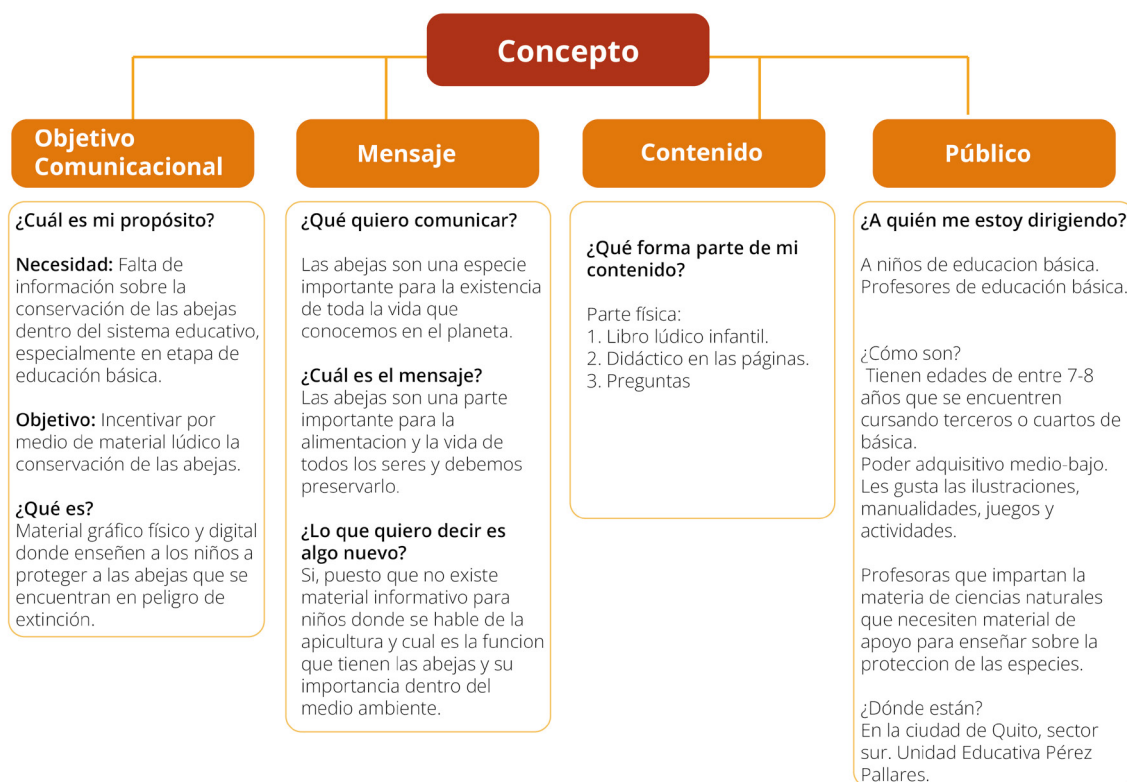 Concepto
Objetivo
Comunicacional
¿Cuál es mi propósito?
Necesidad: Falta de
información sobre la
conservación de las abejas
dentro del sistema educativo,
especialmente en etapa de
educación básica.
Objetivo: Incentivar por
medio de material lúdico la
conservación de las abejas.
¿Qué es?
Material gráfico físico y digital
donde enseñen a los niños a
proteger a las abejas que se
encuentran en peligro de
extinción.
Mensaje
¿Qué quiero comunicar?
Las abejas son una especie
importante para la existencia
de toda la vida que
conocemos en el planeta.
¿Cuál es el mensaje?
Las abejas son una parte
importante para la
alimentacion y la vida de
todos los seres y debemos
preservarlo.
¿Lo que quiero decir es
algo nuevo?
Si, puesto que no existe
material informativo para
niños donde se hable de la
apicultura y cual es la funcion
que tienen las abejas y su
importancia dentro del
medio ambiente.
Contenido
¿Qué forma parte de mi
contenido?
Parte física:
1. Libro lúdico infantil.
2. Didáctico en las páginas.
3. Preguntas
Público
¿A quién me estoy dirigiendo?
A niños de educacion básica.
Profesores de educación básica.
¿Cómo son?
Tienen edades de entre 7-8
años que se encuentren
cursando terceros o cuartos de
básica.
Poder adquisitivo medio-bajo.
Les gusta las ilustraciones,
manualidades, juegos y
actividades.
Profesoras que impartan la
materia de ciencias naturales
que necesiten material de
apoyo para enseñar sobre la
proteccion de las especies.
¿Dónde están?
En la ciudad de Quito, sector
sur. Unidad Educativa Pérez
Pallares.